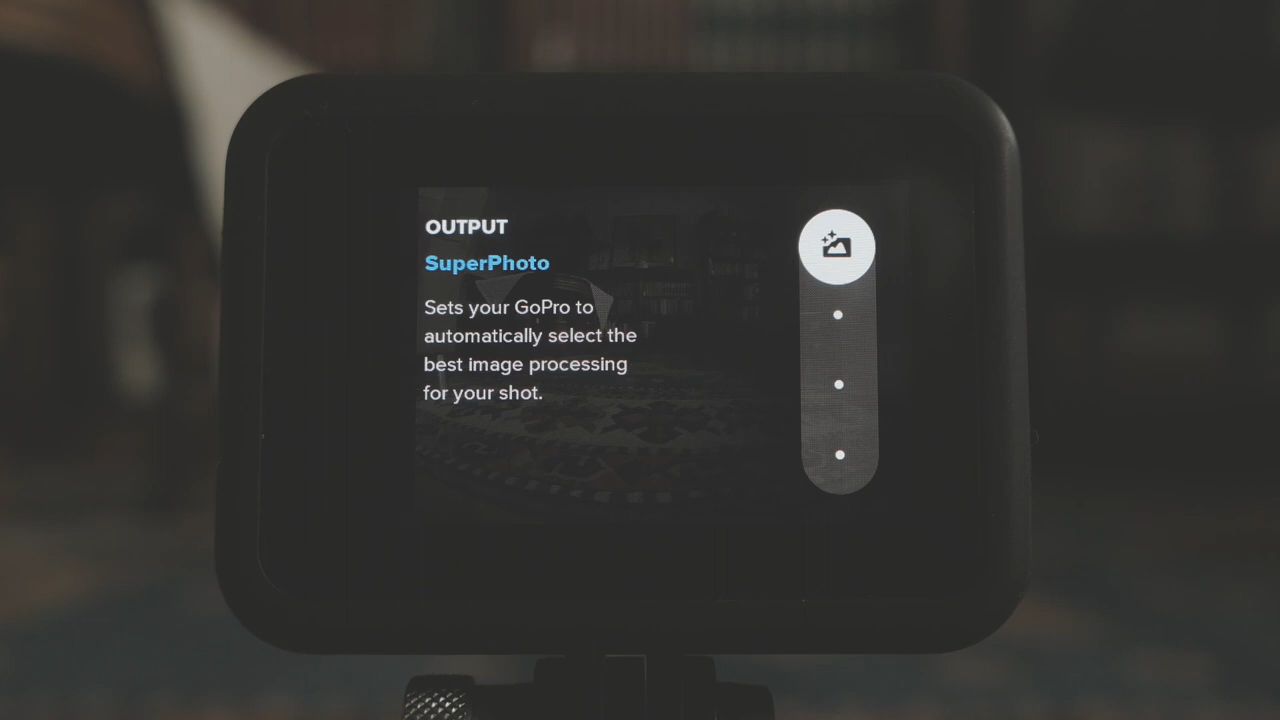 OUTPUT
SuperPhoto
Sets your GoPro to
automatically select the
best image processing
for your shot.